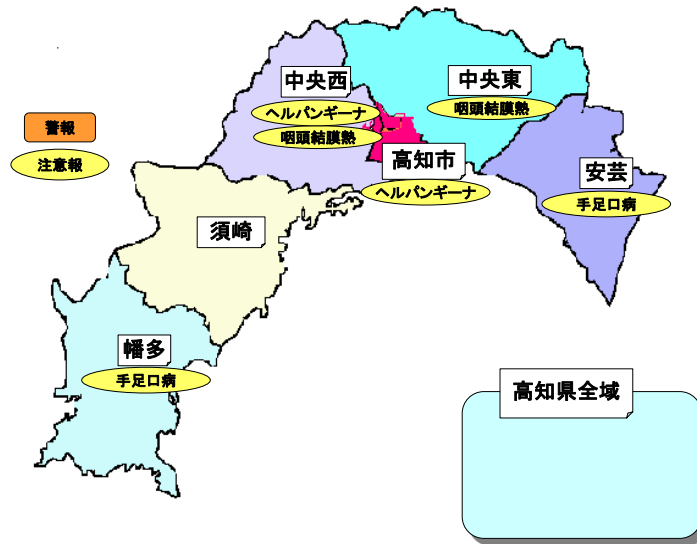 中央西
ヘルパンギーナ
咽頭結膜熱
中央東
咽頭結膜熱
警報
注意報
高知市
ヘルパンギーナ
安芸
手足口病
須崎
幡多
手足口病
高知県全域